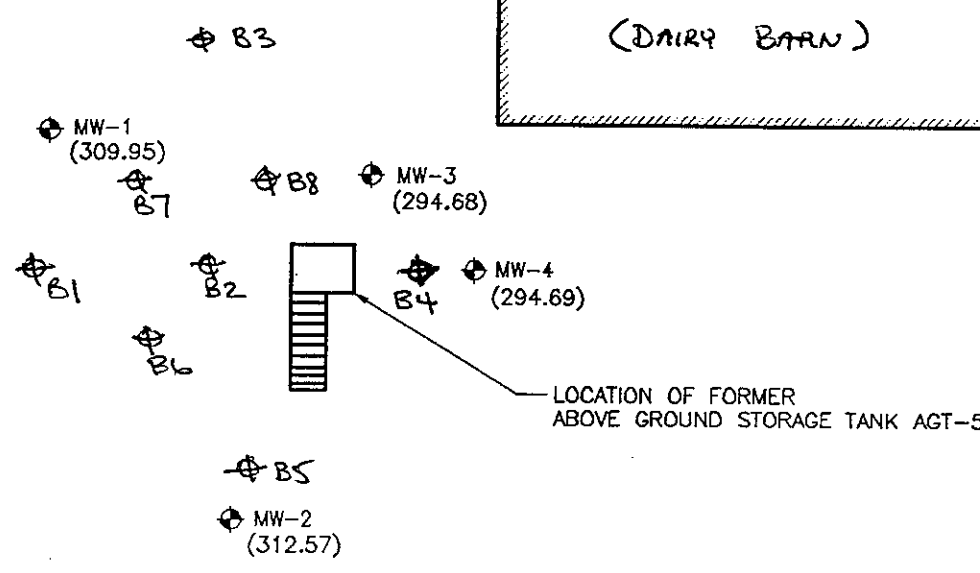 B3
(DAIRY BARN)
MW-1
(309.95)
B7
B8
MW-3
(294.68)
B1
B2
B4
MW-4
(294.69)
B6
LOCATION OF FORMER
ABOVE GROUND STORAGE TANK AGT-5
B5
MW-2
(312.57)